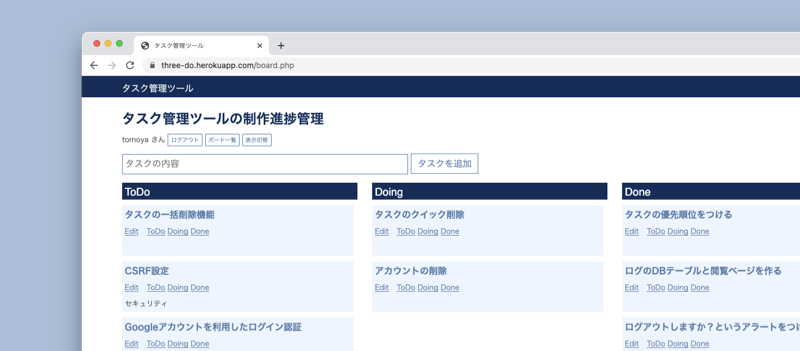 タスク管理ツール
three-do.herokuapp.com/board.php
タスク管理ツール
タスク管理ツールの制作進捗管理
tomoya さん ログアウト ボード一覧 表示切替
タスクの内容 タスクを追加
ToDo
タスクの一括削除機能
Edit ToDo Doing Done
CSRF設定
Edit ToDo Doing Done
セキュリティ
Googleアカウントを利用したログイン認証
Edit ToDo Doing Done
Doing
タスクのクイック削除
Edit ToDo Doing Done
アカウントの削除
Edit ToDo Doing Done
Done
タスクの優先順位をつける
Edit ToDo Doing Done
ログのDBテーブルと閲覧ページを作る
Edit ToDo Doing Done
ログアウトしますか？というアラートをつけ
Edit ToDo Doing Done